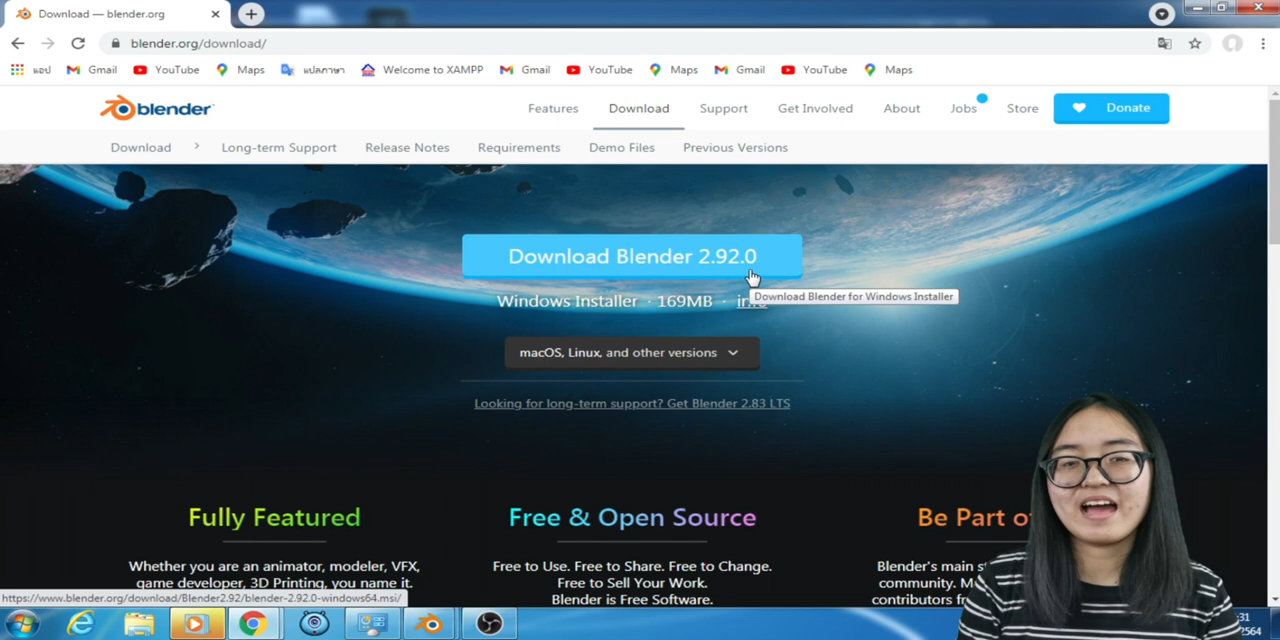 Download — blender.org
blender.org/download/
แอป Gmail YouTube Maps แปลภาษา Welcome to XAMPP Gmail YouTube Maps Gmail YouTube Maps
blender
Features Download Support Get Involved About Jobs Store Donate
Download Long-term Support Release Notes Requirements Demo Files Previous Versions
Download Blender 2.92.0
Download Blender for Windows Installer
Windows Installer · 169MB ·
macOS, Linux, and other versions
Looking for long-term support? Get Blender 2.83 LTS
Fully Featured
Whether you are an animator, modeler, VFX,
game developer, 3D Printing, you name it.
Free & Open Source
Free to Use. Free to Share. Free to Change.
Free to Sell Your Work.
Blender is Free Software.
Be Part
Blender's main
community.
contributors
https://www.blender.org/download/Blender2.92/blender-2.92.0-windows64.msi/
:31
2564